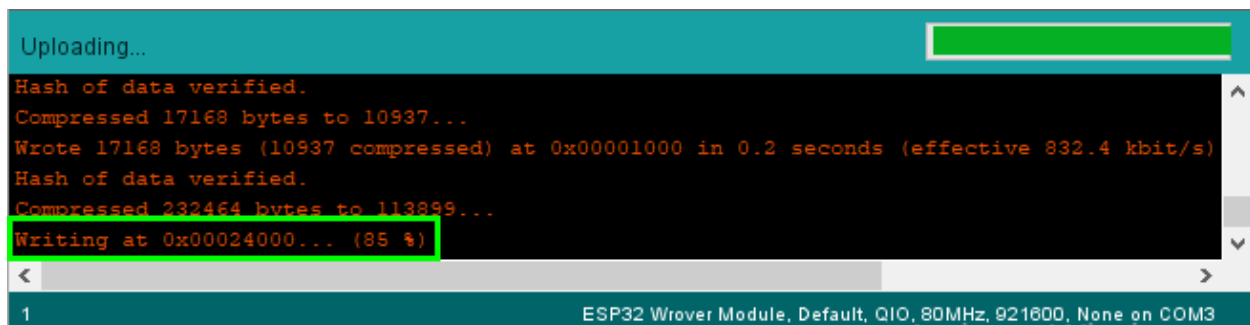 Uploading...
Hash of data verified.
Compressed 17168 bytes to 10937...
Wrote 17168 bytes (10937 compressed) at 0x00001000 in 0.2 seconds (effective 832.4 kbit/s)
Hash of data verified.
Compressed 232464 bytes to 113899...
Writing at 0x00024000... (85 %)
1 ESP32 Wrover Module, Default, QIO, 80MHz, 921600, None on COM3